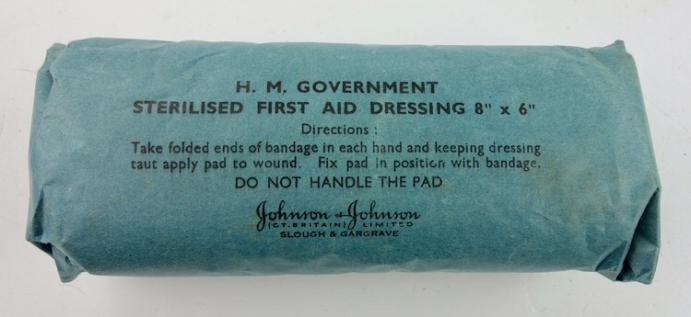 H. M. GOVERNMENT
STERILISED FIRST AID DRESSING 8" x 6"
Directions :
Take folded ends of bandage in each hand and keeping dressing
taut apply pad to wound. Fix pad in position with bandage.
DO NOT HANDLE THE PAD
Johnson & Johnson
(GT. BRITAIN) LIMITED
SLOUGH & GARGRAVE